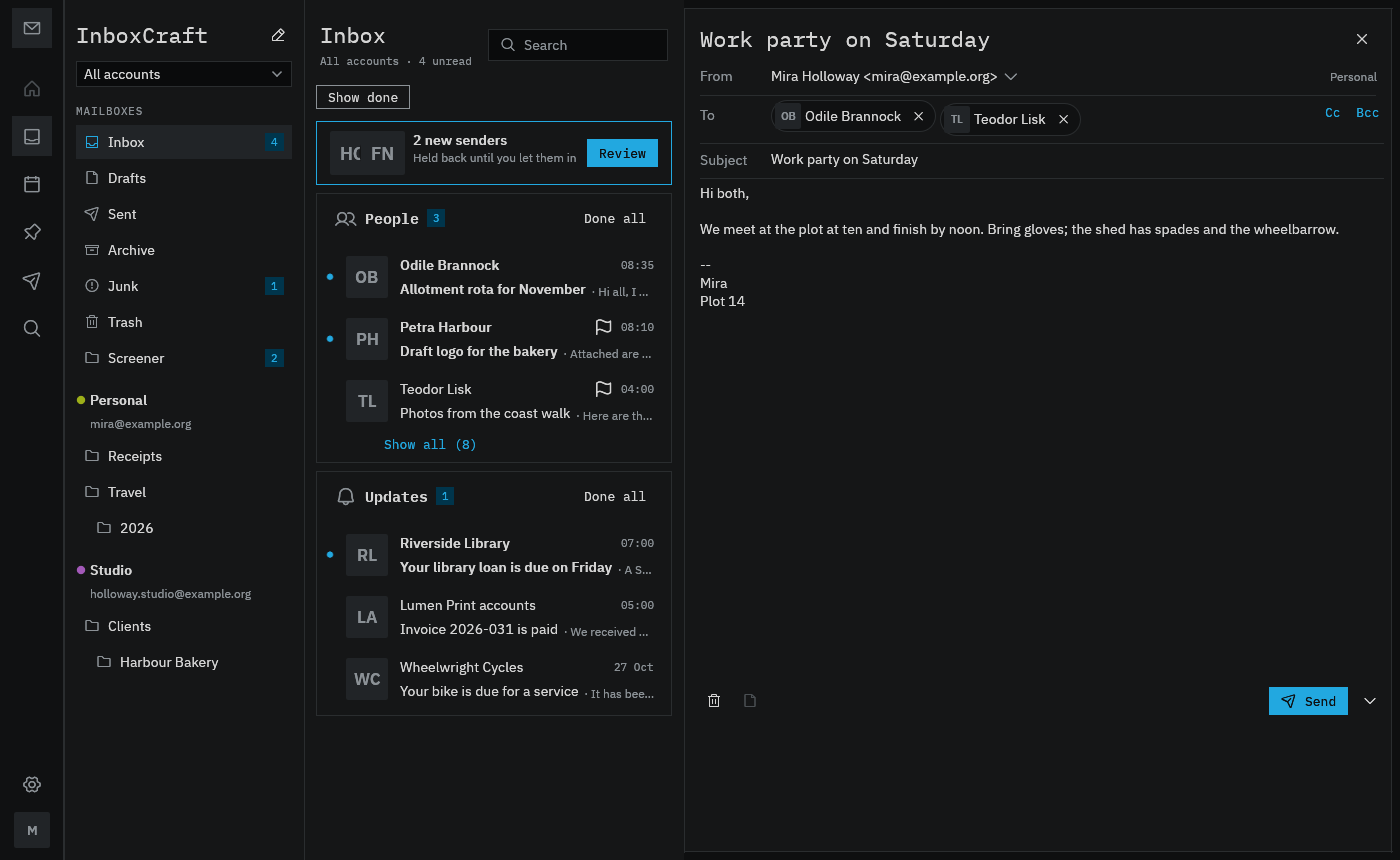 InboxCraft
All accounts
MAILBOXES
Inbox 4
Drafts
Sent
Archive
Junk 1
Trash
Screener 2
Personal
mira@example.org
Receipts
Travel
2026
Studio
holloway.studio@example.org
Clients
Harbour Bakery
M
Inbox
All accounts · 4 unread
Search
Show done
HC FN
2 new senders
Held back until you let them in
Review
People 3 Done all
OB Odile Brannock 08:35
Allotment rota for November · Hi all, I ...
PH Petra Harbour 08:10
Draft logo for the bakery · Attached are ...
TL Teodor Lisk 04:00
Photos from the coast walk · Here are th...
Show all (8)
Updates 1 Done all
RL Riverside Library 07:00
Your library loan is due on Friday · A S...
LA Lumen Print accounts 05:00
Invoice 2026-031 is paid · We received ...
WC Wheelwright Cycles 27 Oct
Your bike is due for a service · It has bee...
Work party on Saturday
From Mira Holloway <mira@example.org> Personal
To OB Odile Brannock TL Teodor Lisk Cc Bcc
Subject Work party on Saturday
Hi both,
We meet at the plot at ten and finish by noon. Bring gloves; the shed has spades and the wheelbarrow.
--
Mira
Plot 14
Send